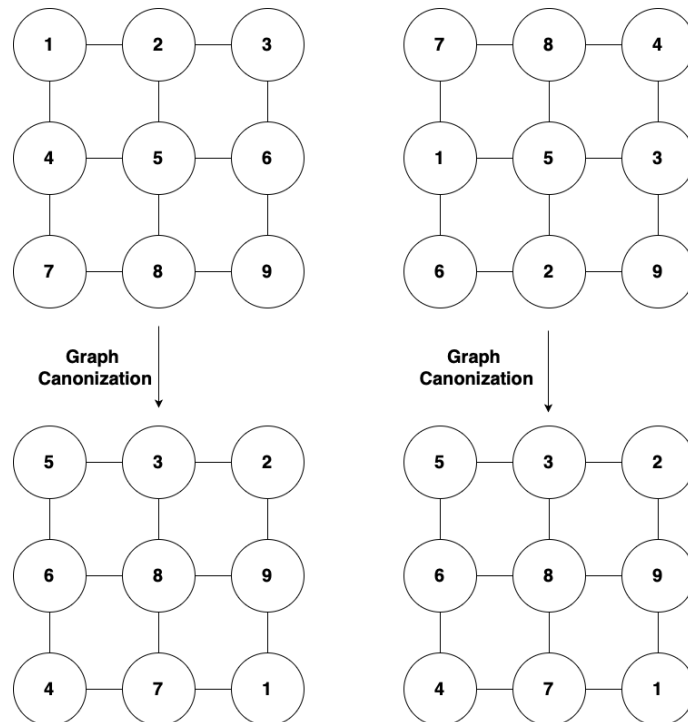 1 2 3 7 8 4
4 5 6 1 5 3
7 8 9 6 2 9
Graph Graph
Canonization Canonization
5 3 2 5 3 2
6 8 9 6 8 9
4 7 1 4 7 1